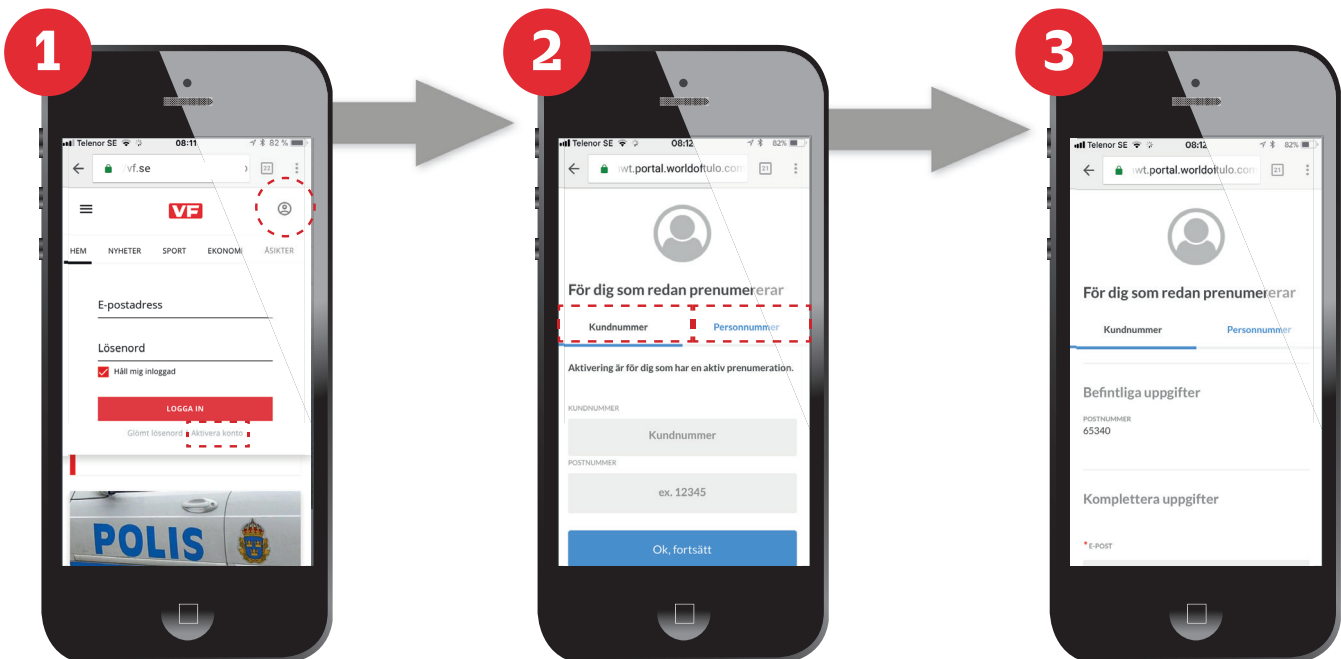 1
Telenor SE 08:11 82 %
vf.se 22
VF
HEM NYHETER SPORT EKONOMI ÅSIKTER
E-postadress
Lösenord
Håll mig inloggad
LOGGA IN
Glömt lösenord Aktivera konto
POLIS
2
Telenor SE 08:12 82%
wt.portal.worldoftulo.com 21
För dig som redan prenumererar
Kundnummer Personnummer
Aktivering är för dig som har en aktiv prenumeration.
KUNDNUMMER
Kundnummer
POSTNUMMER
ex. 12345
Ok, fortsätt
3
Telenor SE 08:12 82%
wt.portal.worldoftulo.com 21
För dig som redan prenumererar
Kundnummer Personnummer
Befintliga uppgifter
POSTNUMMER
65340
Komplettera uppgifter
* E-POST